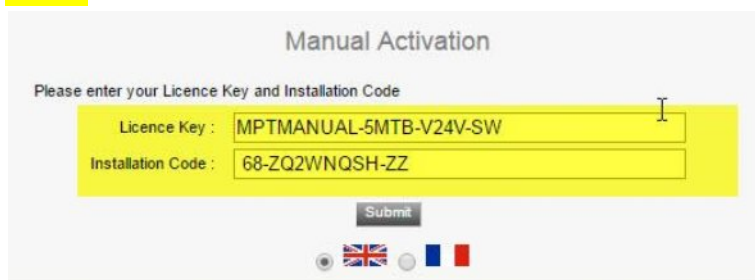 Manual Activation
Please enter your Licence Key and Installation Code
Licence Key : MPTMANUAL-5MTB-V24V-SW
Installation Code : 68-ZQ2WNQSH-ZZ
Submit